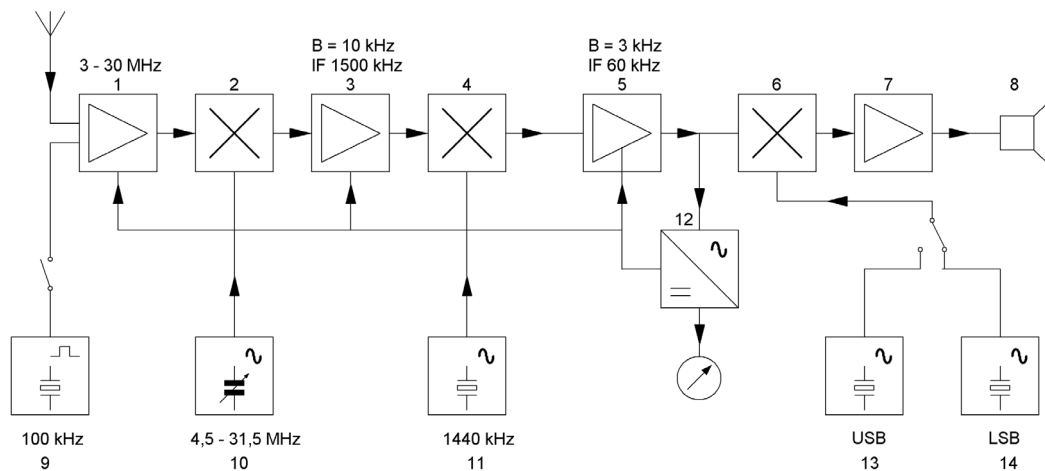 B = 10 kHz
B = 3 kHz
3 - 30 MHz
IF 1500 kHz
IF 60 kHz
1
2
3
4
5
6
7
8
12
100 kHz
4,5 - 31,5 MHz
1440 kHz
USB
LSB
9
10
11
13
14